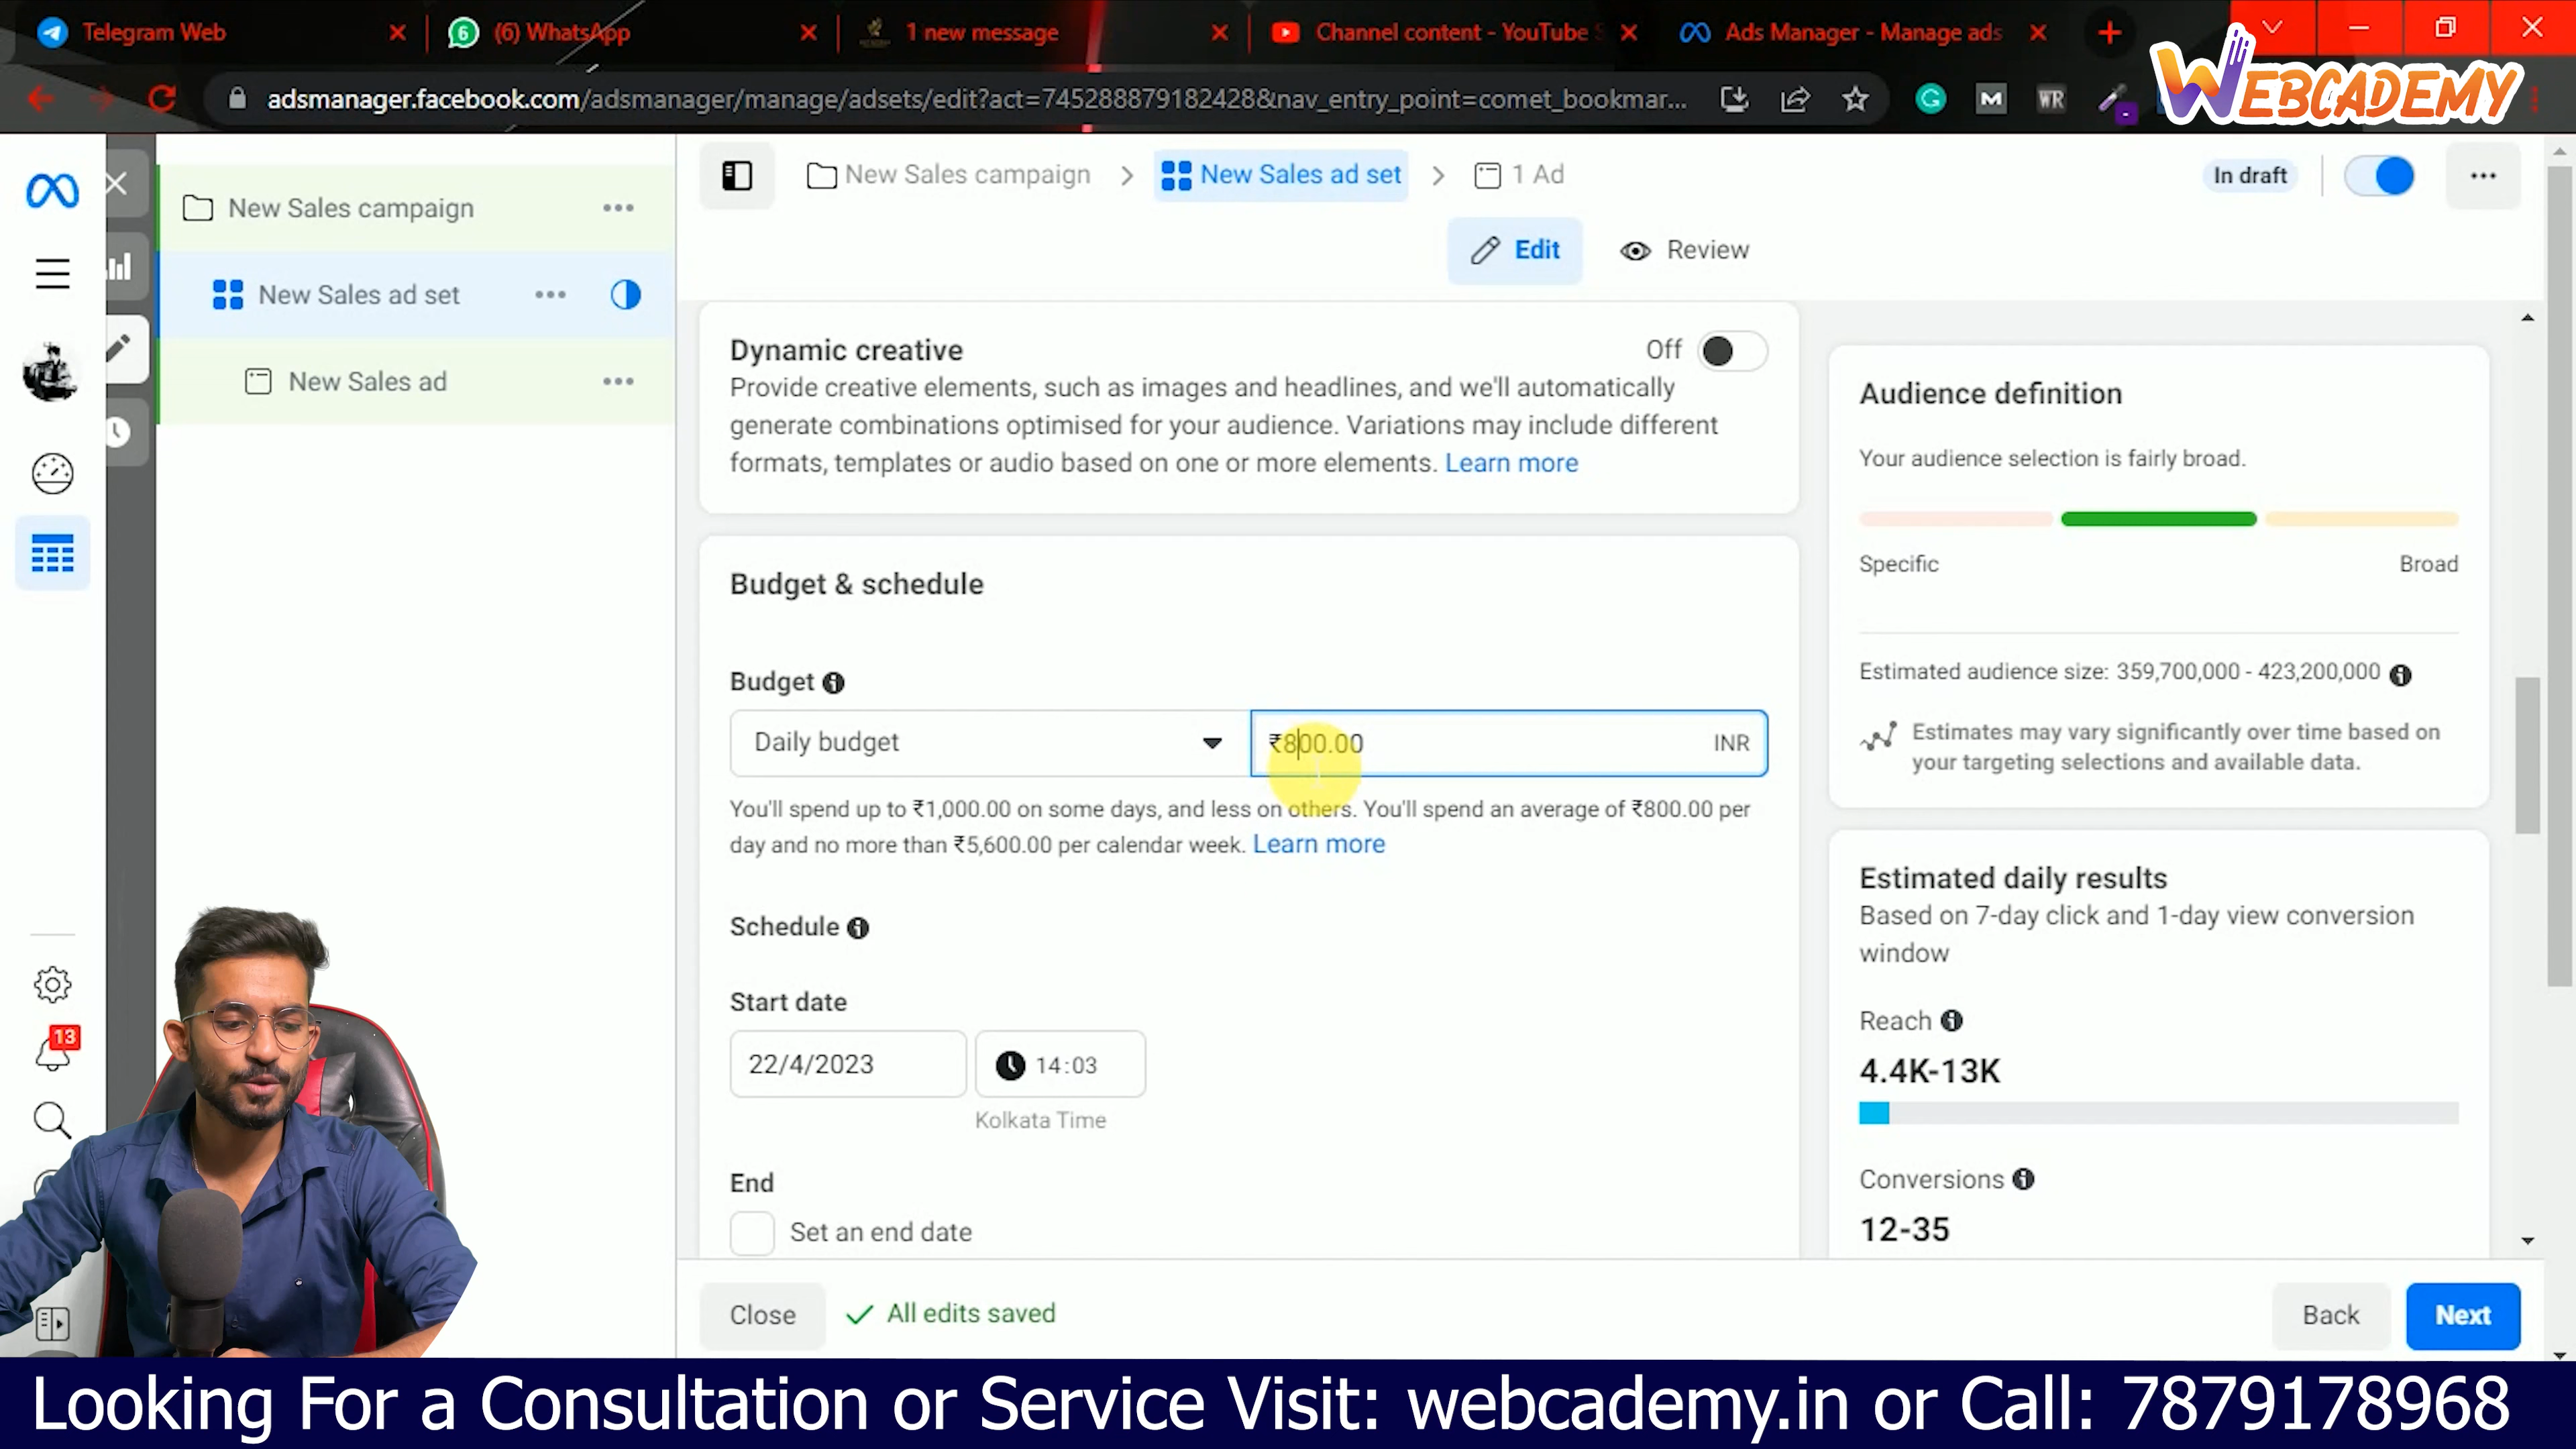 Telegram Web
6
(6) WhatsApp
1 new message
Channel content - YouTube S
Ads Manager - Manage ads
WEBCADEMY
adsmanager.facebook.com/adsmanager/manage/adsets/edit?act=745288879182428&nav_entry_point=comet_bookmar...
G
M
WR
New Sales campaign
New Sales ad set
New Sales ad
New Sales campaign
New Sales ad set
1 Ad
In draft
Edit
Review
Dynamic creative
Off
Provide creative elements, such as images and headlines, and we'll automatically
generate combinations optimised for your audience. Variations may include different
formats, templates or audio based on one or more elements. Learn more
Budget & schedule
Budget
Daily budget
₹800.00
INR
You'll spend up to ₹1,000.00 on some days, and less on others. You'll spend an average of ₹800.00 per
day and no more than ₹5,600.00 per calendar week. Learn more
Schedule
Start date
22/4/2023
14:03
Kolkata Time
End
Set an end date
Audience definition
Your audience selection is fairly broad.
Specific
Broad
Estimated audience size: 359,700,000 - 423,200,000
Estimates may vary significantly over time based on
your targeting selections and available data.
Estimated daily results
Based on 7-day click and 1-day view conversion
window
Reach
4.4K-13K
Conversions
12-35
13
Close
All edits saved
Back
Next
Looking For a Consultation or Service Visit: webcademy.in or Call: 7879178968